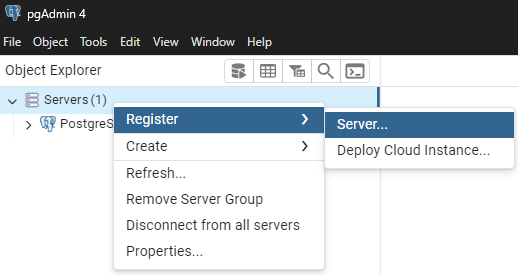 pgAdmin 4
File Object Tools Edit View Window Help
Object Explorer
Servers (1)
PostgreS
Register
Create
Refresh...
Remove Server Group
Disconnect from all servers
Properties...
Server...
Deploy Cloud Instance...